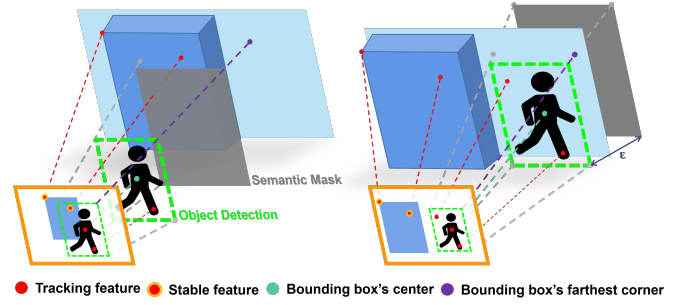 ε
Semantic Mask
Object Detection
Tracking feature
Stable feature
Bounding box's center
Bounding box's farthest corner